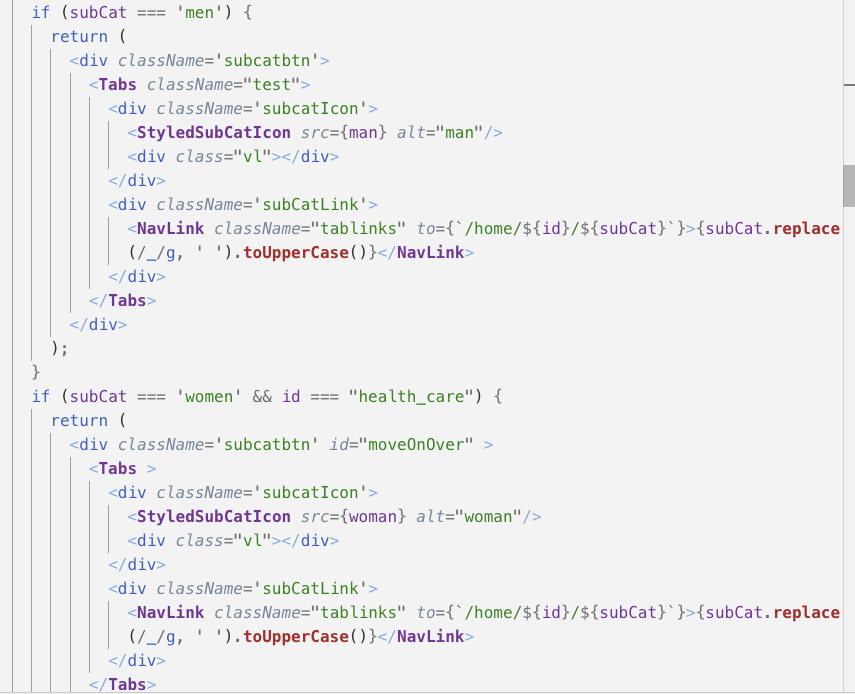 if (subCat === 'men') {
return (
<div className='subcatbtn'>
<Tabs className="test">
<div className='subcatIcon'>
<StyledSubCatIcon src={man} alt="man"/>
<div class="vl"></div>
</div>
<div className='subCatLink'>
<NavLink className="tablinks" to={`/home/${id}/${subCat}`}>{subCat.replace
(/_/g, ' ').toUpperCase()}</NavLink>
</div>
</Tabs>
</div>
);
}
if (subCat === 'women' && id === "health_care") {
return (
<div className='subcatbtn' id="moveOnOver" >
<Tabs >
<div className='subcatIcon'>
<StyledSubCatIcon src={woman} alt="woman"/>
<div class="vl"></div>
</div>
<div className='subCatLink'>
<NavLink className="tablinks" to={`/home/${id}/${subCat}`}>{subCat.replace
(/_/g, ' ').toUpperCase()}</NavLink>
</div>
</Tabs>